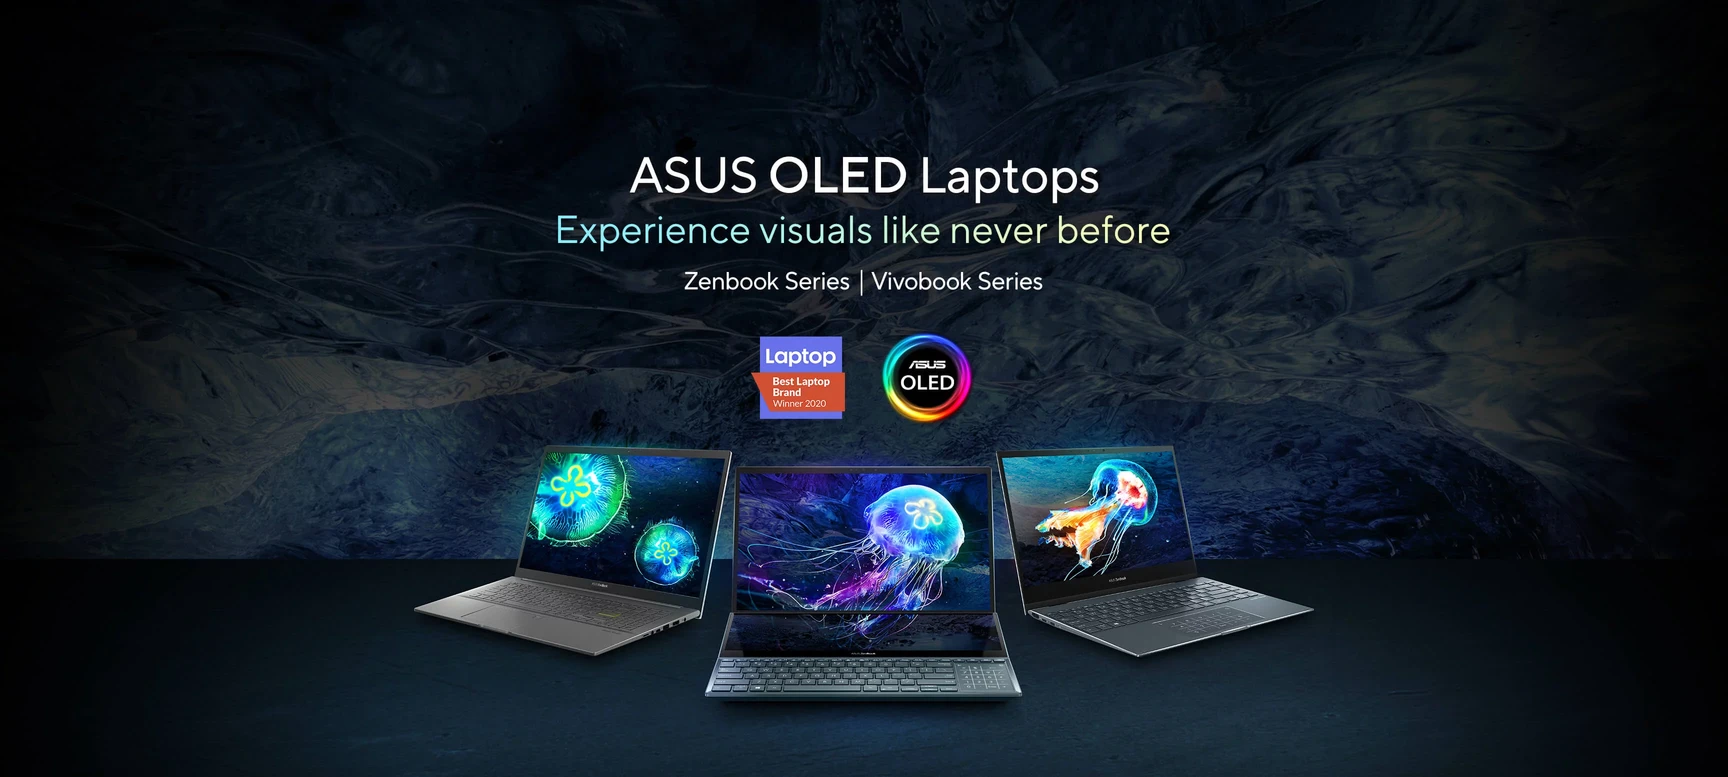 ASUS OLED Laptops
Experience visuals like never before
Zenbook Series | Vivobook Series
Laptop
Best Laptop
Brand
Winner 2020
ASUS
OLED